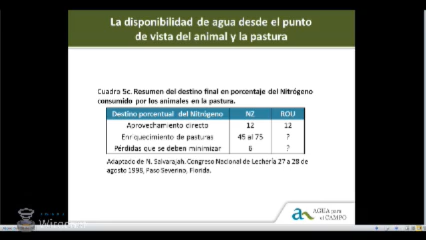 La disponibilidad de agua desde el punto
de vista del animal y la pastura
Cuadra 5c. Resumen del destino final en porcentaje del Nitrógeno
consumido por los animales en la pastura.
Destino porcentual del Nitrógeno NZ ROU
Aprovechamiento directo 12 12
Enriquecimiento de pasturas 45 al 75 ?
Pérdidas que se deben minimizar 6 ?
Adaptado de N. Salvarajah. Congreso Nacional de Lechería 27 a 28 de
agosto 1998, Paso Severino, Florida.
AGUA para
el CAMPO